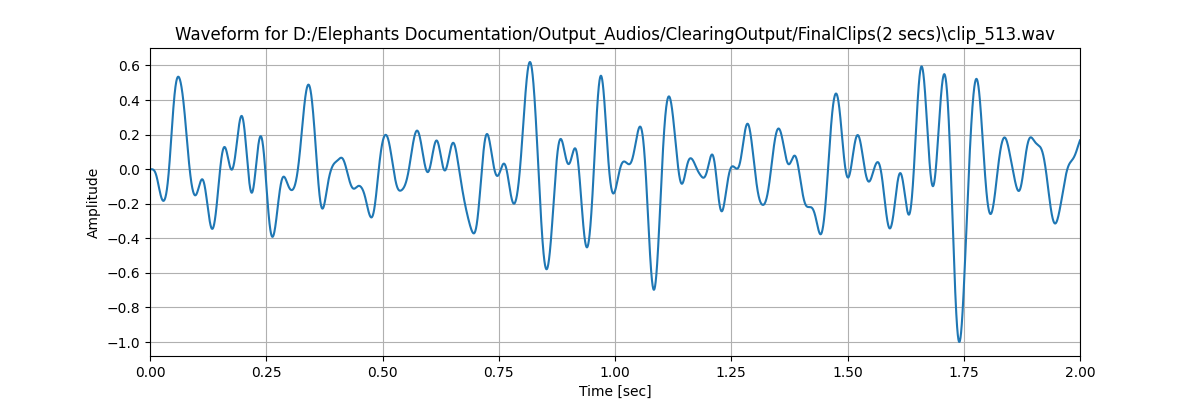 Waveform for D:/Elephants Documentation/Output_Audios/ClearingOutput/FinalClips(2 secs)\clip_513.wav
0.6
0.4
0.2
0.0
−0.2
−0.4
−0.6
−0.8
−1.0
Amplitude
0.00 0.25 0.50 0.75 1.00 1.25 1.50 1.75 2.00
Time [sec]